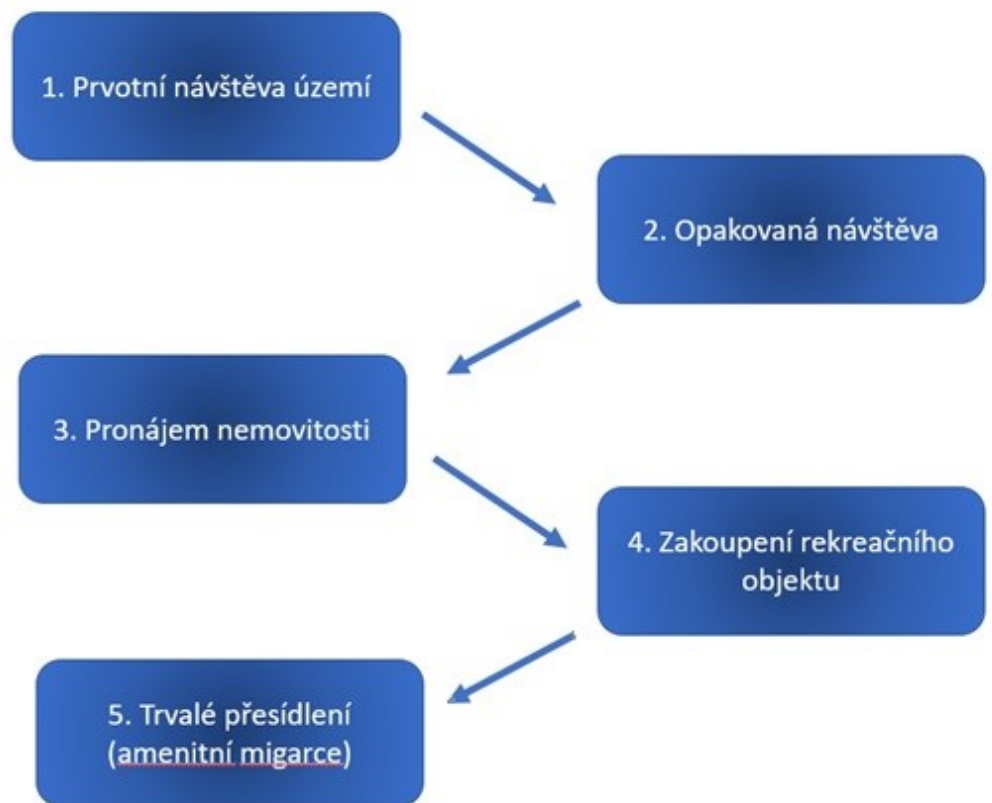 1. Prvotní návštěva území
2. Opakovaná návštěva
3. Pronájem nemovitosti
4. Zakoupení rekreačního
objektu
5. Trvalé přesídlení
(amenitní migarce)